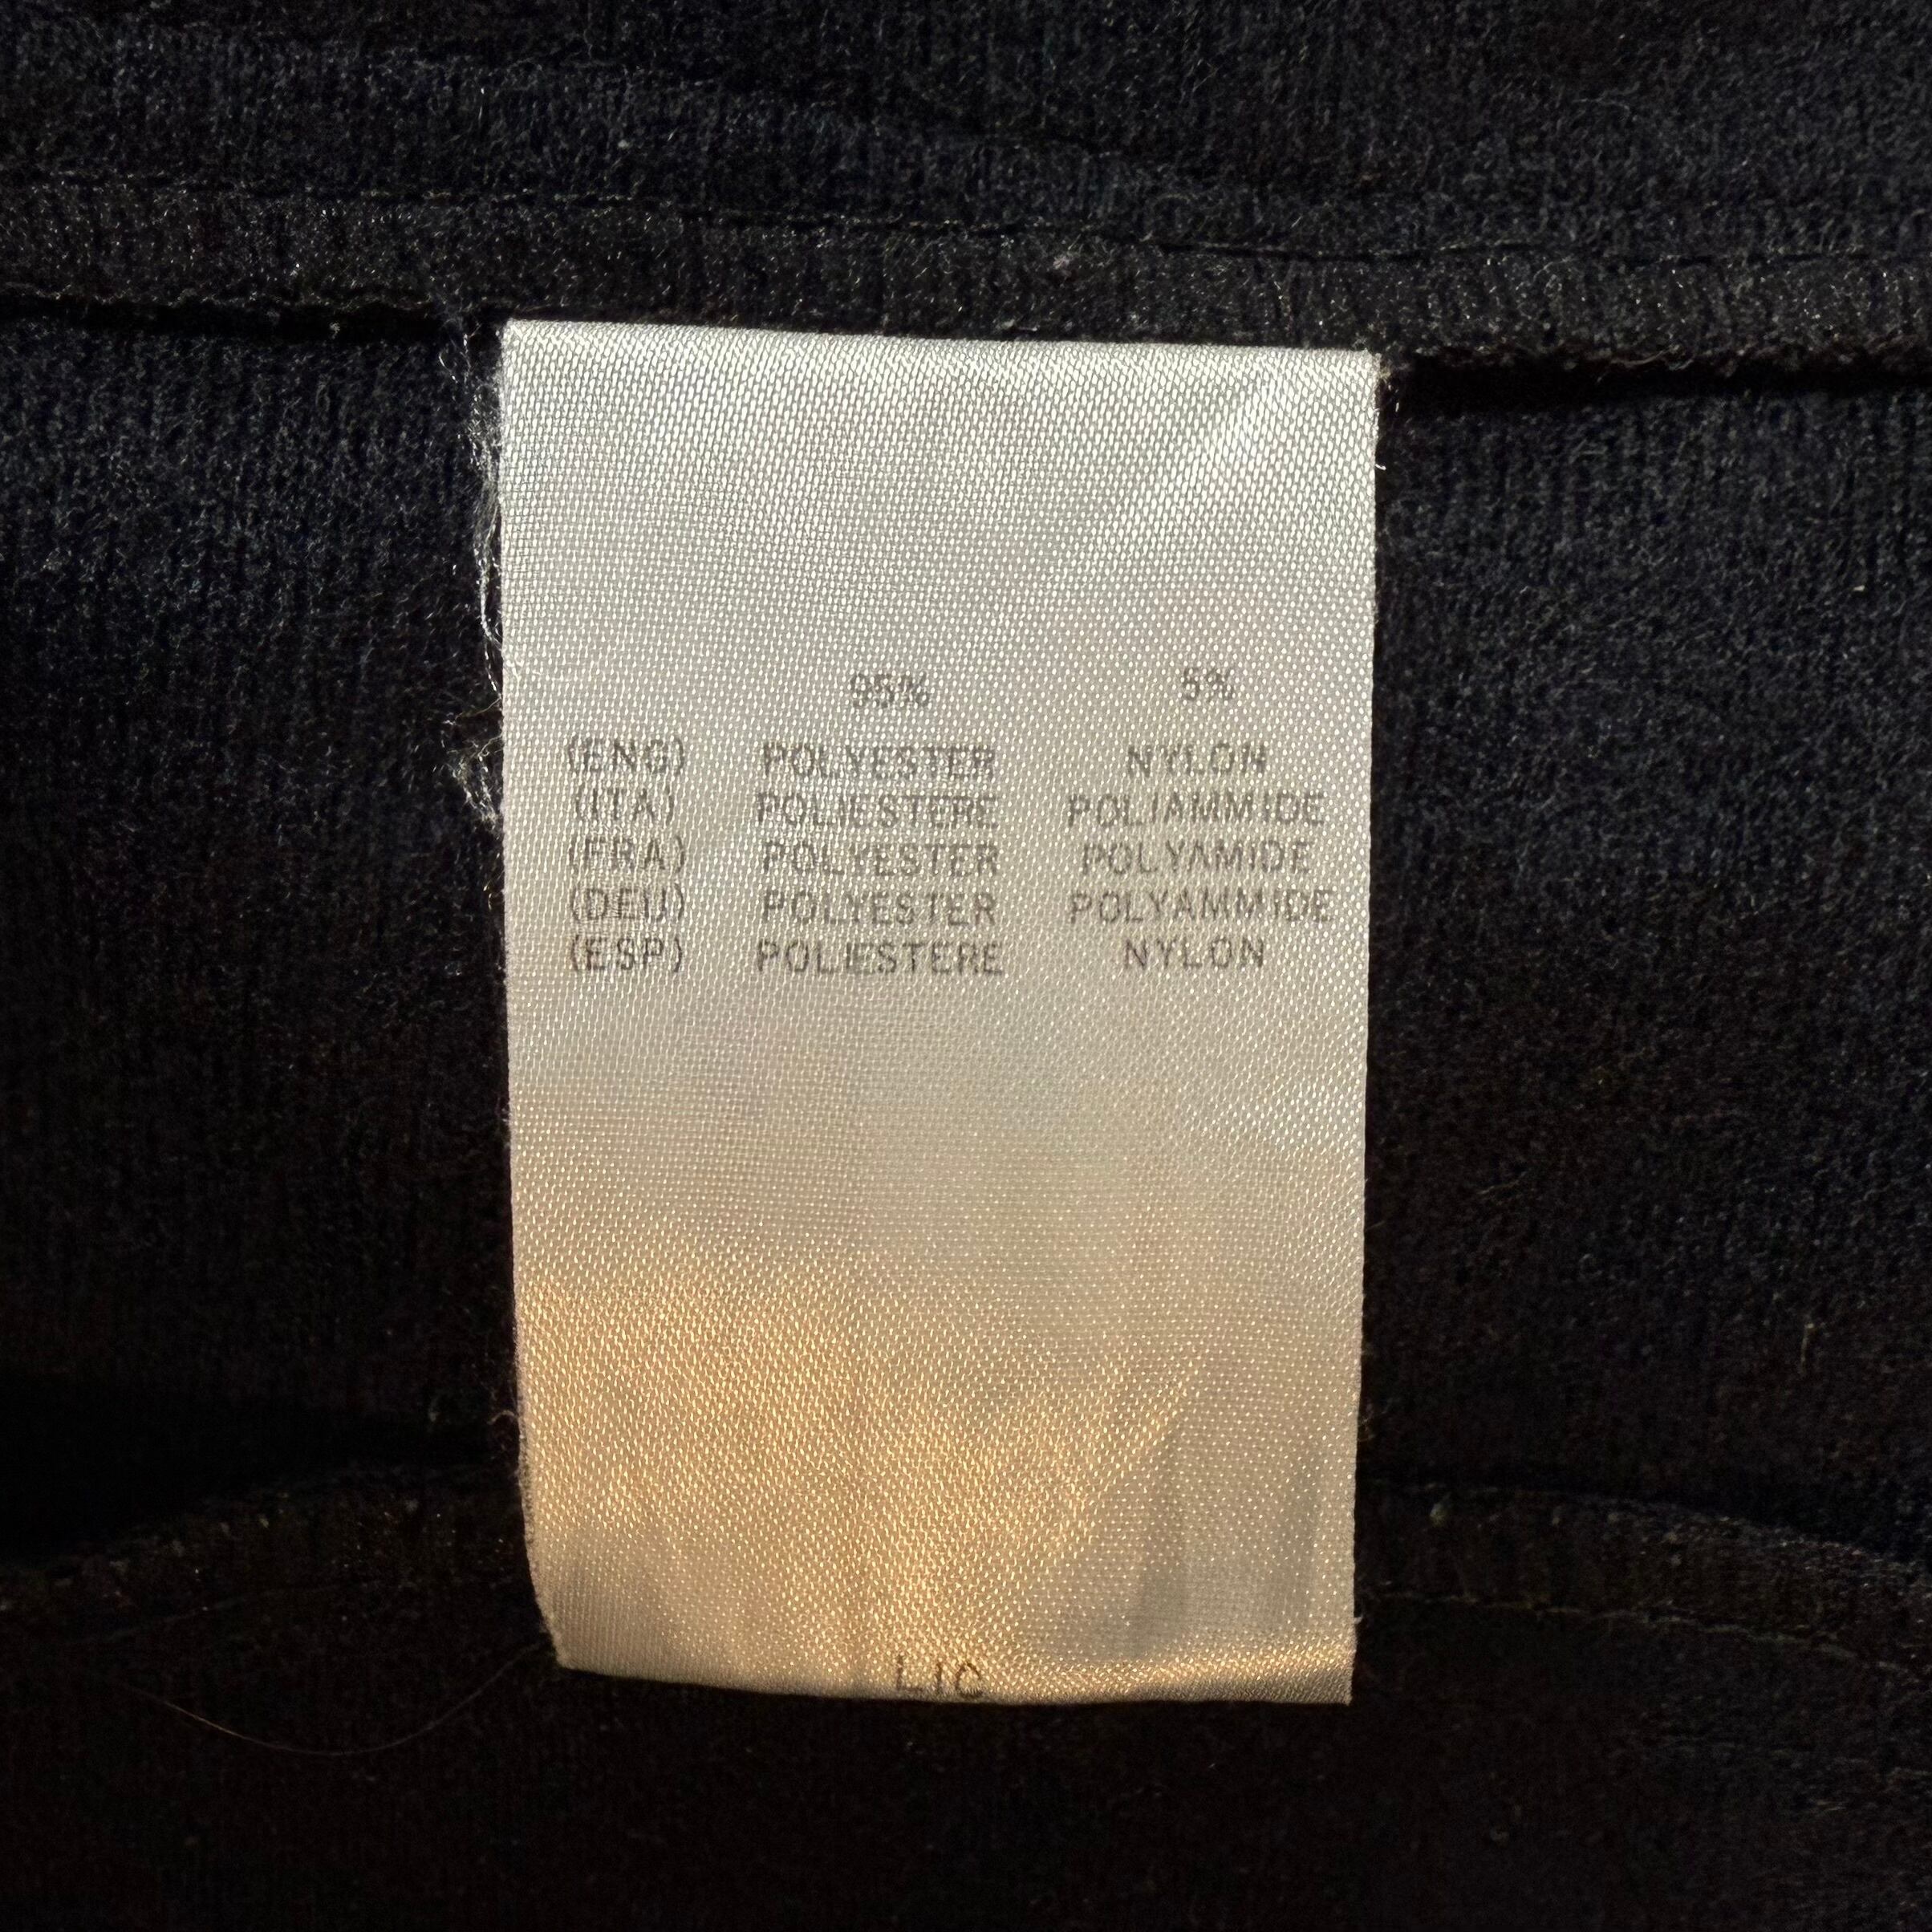 95% 5%
(ENG) POLYESTER NYLON
(ITA) POLIESTERE POLIAMMIDE
(FRA) POLYESTER POLYAMIDE
(DEU) POLYESTER POLYAMMIDE
(ESP) POLIESTERE NYLON
LIC